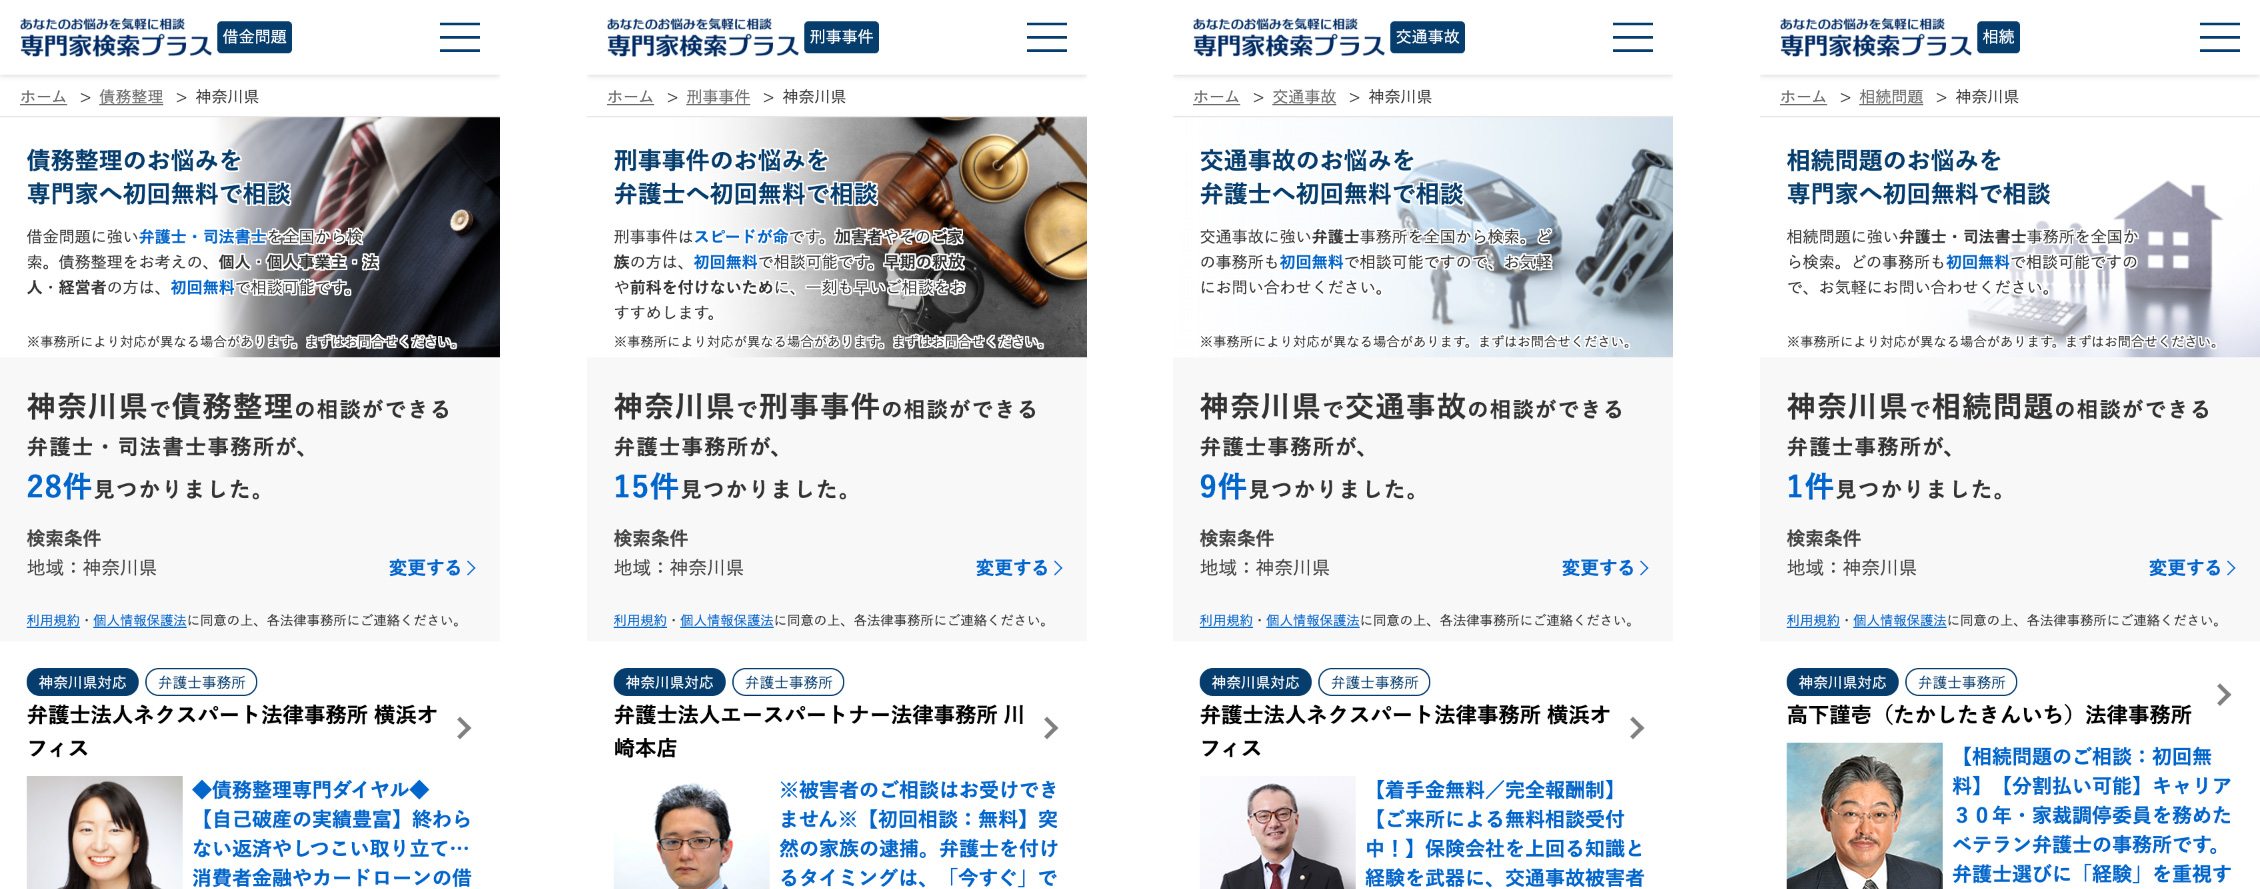 あなたのお悩みを気軽に相談
専門家検索プラス 借金問題
ホーム > 債務整理 > 神奈川県
債務整理のお悩みを
専門家へ初回無料で相談
借金問題に強い弁護士・司法書士を全国から検
索。債務整理をお考えの、個人・個人事業主・法
人・経営者の方は、初回無料で相談可能です。
※事務所により対応が異なる場合があります。まずはお問合せください。
神奈川県で債務整理の相談ができる
弁護士・司法書士事務所が、
28件見つかりました。
検索条件
地域：神奈川県 変更する
利用規約・個人情報保護法に同意の上、各法律事務所にご連絡ください。
神奈川県対応 弁護士事務所
弁護士法人ネクスパート法律事務所 横浜オ
フィス
◆債務整理専門ダイヤル◆
【自己破産の実績豊富】終わら
ない返済やしつこい取り立て…
消費者金融やカードローンの借
あなたのお悩みを気軽に相談
専門家検索プラス 刑事事件
ホーム > 刑事事件 > 神奈川県
刑事事件のお悩みを
弁護士へ初回無料で相談
刑事事件はスピードが命です。加害者やそのご家
族の方は、初回無料で相談可能です。早期の釈放
や前科を付けないために、一刻も早いご相談をお
すすめします。
※事務所により対応が異なる場合があります。まずはお問合せください。
神奈川県で刑事事件の相談ができる
弁護士事務所が、
15件見つかりました。
検索条件
地域：神奈川県 変更する
利用規約・個人情報保護法に同意の上、各法律事務所にご連絡ください。
神奈川県対応 弁護士事務所
弁護士法人エースパートナー法律事務所 川
崎本店
※被害者のご相談はお受けでき
ません※【初回相談：無料】突
然の家族の逮捕。弁護士を付け
るタイミングは、「今すぐ」で
あなたのお悩みを気軽に相談
専門家検索プラス 交通事故
ホーム > 交通事故 > 神奈川県
交通事故のお悩みを
弁護士へ初回無料で相談
交通事故に強い弁護士事務所を全国から検索。ど
の事務所も初回無料で相談可能ですので、お気軽
にお問い合わせください。
※事務所により対応が異なる場合があります。まずはお問合せください。
神奈川県で交通事故の相談ができる
弁護士事務所が、
9件見つかりました。
検索条件
地域：神奈川県 変更する
利用規約・個人情報保護法に同意の上、各法律事務所にご連絡ください。
神奈川県対応 弁護士事務所
弁護士法人ネクスパート法律事務所 横浜オ
フィス
【着手金無料／完全報酬制】
【ご来所による無料相談受付
中！】保険会社を上回る知識と
経験を武器に、交通事故被害者
あなたのお悩みを気軽に相談
専門家検索プラス 相続
ホーム > 相続問題 > 神奈川県
相続問題のお悩みを
専門家へ初回無料で相談
相続問題に強い弁護士・司法書士事務所を全国か
ら検索。どの事務所も初回無料で相談可能ですの
で、お気軽にお問い合わせください。
※事務所により対応が異なる場合があります。まずはお問合せください。
神奈川県で相続問題の相談ができる
弁護士事務所が、
1件見つかりました。
検索条件
地域：神奈川県 変更する
利用規約・個人情報保護法に同意の上、各法律事務所にご連絡ください。
神奈川県対応 弁護士事務所
高下謹壱（たかしたきんいち）法律事務所
【相続問題のご相談：初回無
料】【分割払い可能】キャリア
３０年・家裁調停委員を務めた
ベテラン弁護士の事務所です。
弁護士選びに「経験」を重視す